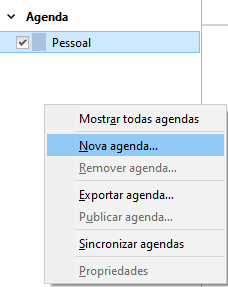 Agenda
Pessoal
Mostrar todas agendas
Nova agenda...
Remover agenda...
Exportar agenda...
Publicar agenda...
Sincronizar agendas
Propriedades